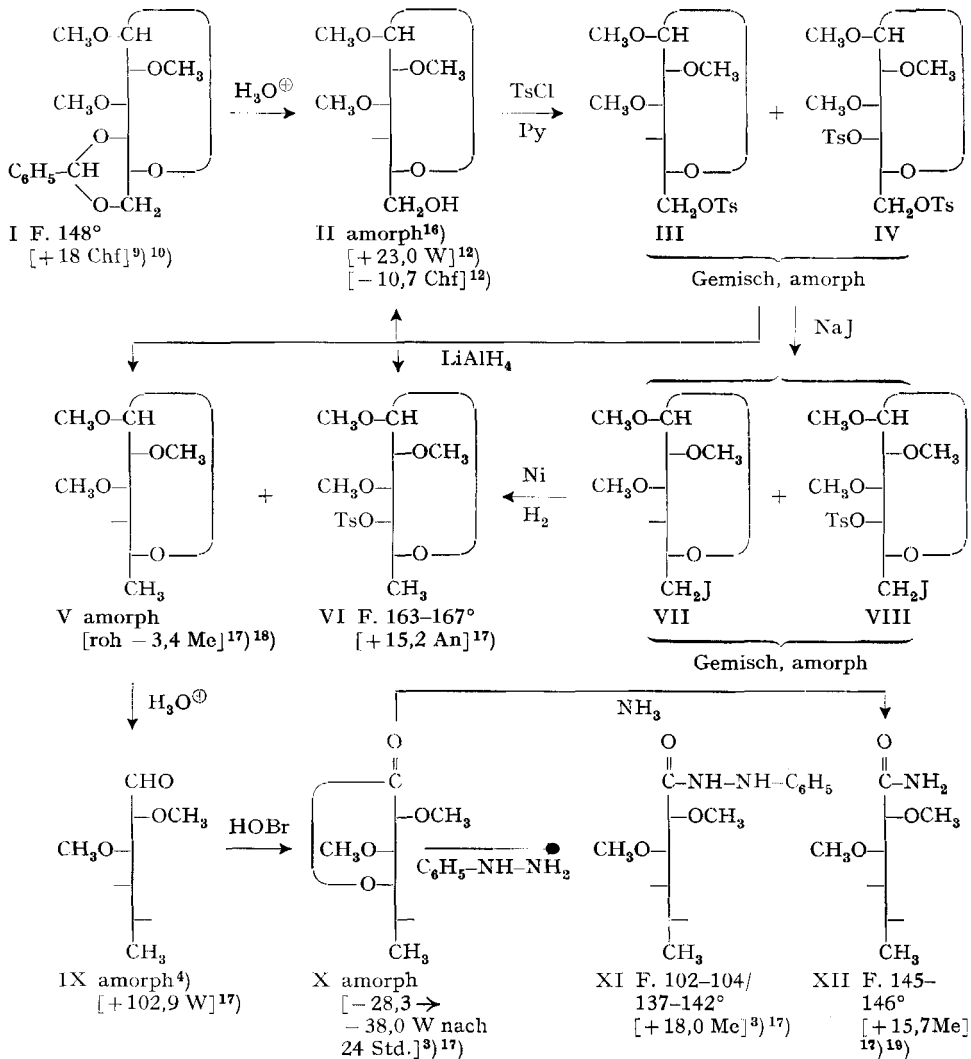 CH₃O–CH CH₃O–CH CH₃O–CH CH₃O–CH
–OCH₃ –OCH₃ –OCH₃ –OCH₃
H₃O⊕ TsCl
CH₃O– CH₃O– Py CH₃O– + CH₃O–
O– TsO–
C₆H₅–CH –O– –O– –O– –O–
O–CH₂ CH₂OH CH₂OTs CH₂OTs
I F. 148° II amorph¹⁶) III IV
[+18 Chf]⁹)¹⁰) [+23,0 W]¹²)
[−10,7 Chf]¹²) Gemisch, amorph
NaJ
LiAlH₄
CH₃O–CH CH₃O–CH CH₃O–CH CH₃O–CH
–OCH₃ –OCH₃ –OCH₃ –OCH₃
CH₃O– + CH₃O– Ni CH₃O– + CH₃O–
TsO– H₂ TsO–
–O– –O– –O– –O–
CH₃ CH₃ CH₂J CH₂J
V amorph VI F. 163–167° VII VIII
[roh −3,4 Me]¹⁷)¹⁸) [+15,2 An]¹⁷)
Gemisch, amorph
H₃O⊕ NH₃
O O O
CHO C C–NH–NH–C₆H₅ C–NH₂
–OCH₃ –OCH₃ –OCH₃ –OCH₃
HOBr
CH₃O– CH₃O– C₆H₅–NH–NH₂ CH₃O– CH₃O–
O–
CH₃ CH₃ CH₃ CH₃
IX amorph⁴) X amorph XI F. 102–104/ XII F. 145–
[+102,9 W]¹⁷) [−28,3 → 137–142° 146°
−38,0 W nach [+18,0 Me]³)¹⁷) [+15,7Me]
24 Std.]³)¹⁷) ¹⁷)¹⁹)